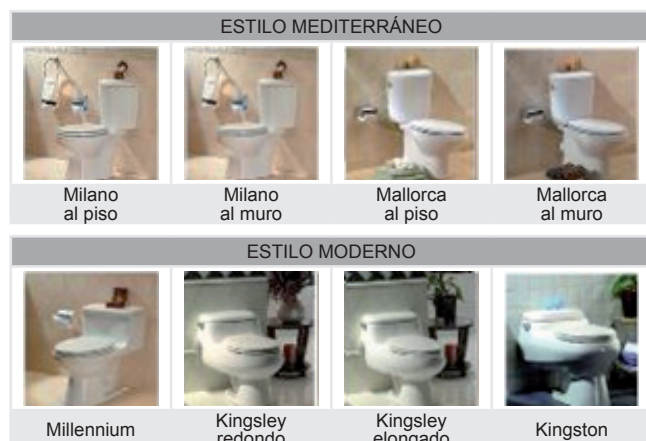 ESTILO MEDITERRÁNEO
Milano
al piso
Milano
al muro
Mallorca
al piso
Mallorca
al muro
ESTILO MODERNO
Millennium
Kingsley
redondo
Kingsley
elongado
Kingston